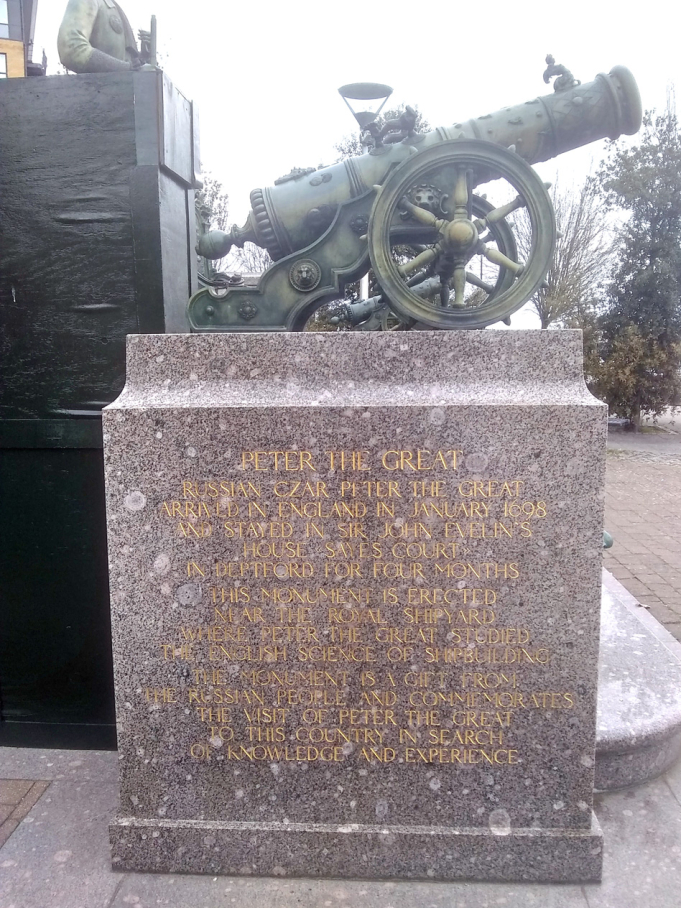 PETER THE GREAT
RUSSIAN CZAR PETER THE GREAT
ARRIVED IN ENGLAND IN JANUARY 1698
AND STAYED IN SIR JOHN EVELIN'S
HOUSE SAYES COURT
IN DEPTFORD FOR FOUR MONTHS
THIS MONUMENT IS ERECTED
NEAR THE ROYAL SHIPYARD
WHERE PETER THE GREAT STUDIED
THE ENGLISH SCIENCE OF SHIPBUILDING
THE MONUMENT IS A GIFT FROM
THE RUSSIAN PEOPLE AND COMMEMORATES
THE VISIT OF PETER THE GREAT
TO THIS COUNTRY IN SEARCH
OF KNOWLEDGE AND EXPERIENCE